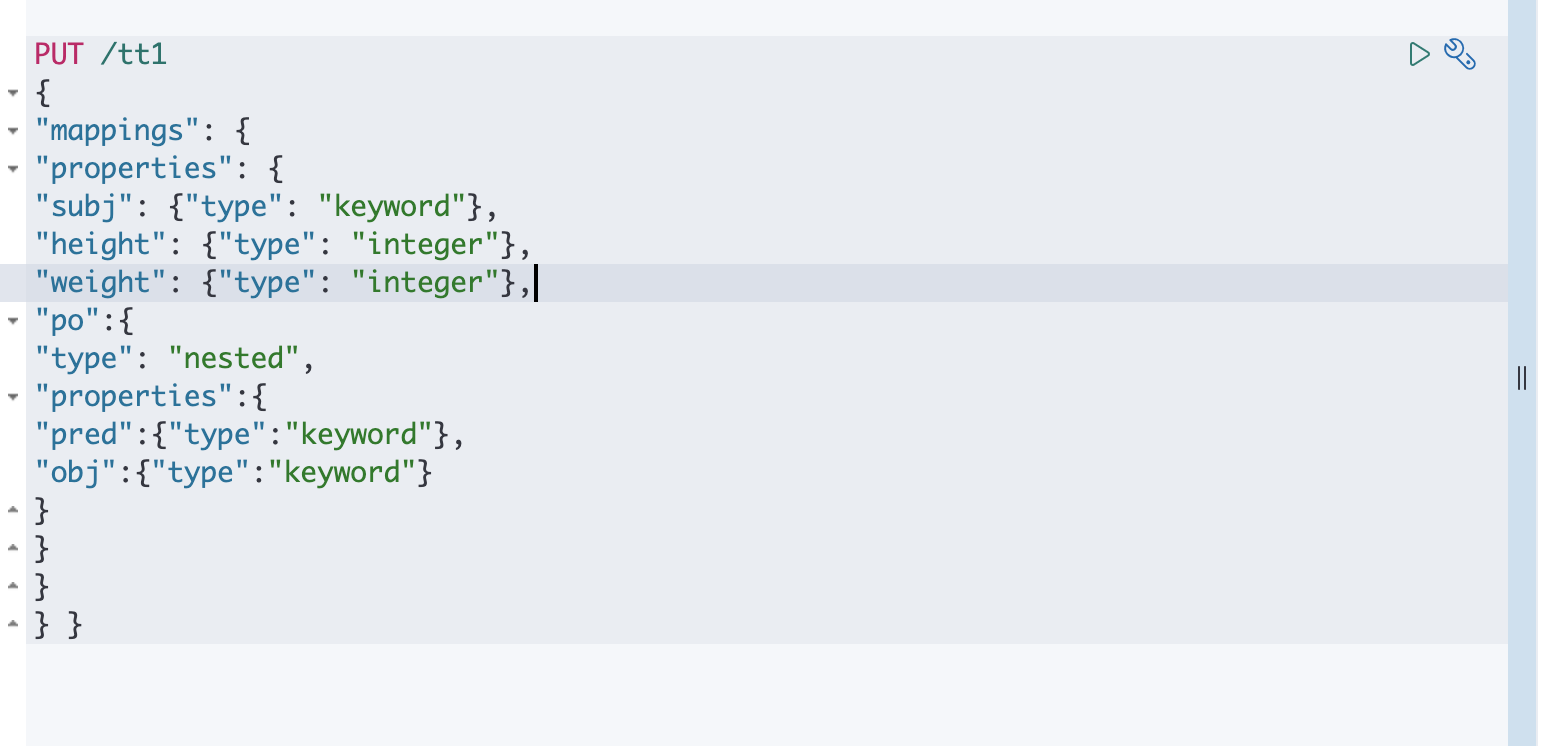 PUT /tt1
{
"mappings": {
"properties": {
"subj": {"type": "keyword"},
"height": {"type": "integer"},
"weight": {"type": "integer"},
"po":{
"type": "nested",
"properties":{
"pred":{"type":"keyword"},
"obj":{"type":"keyword"}
}
}
}
} }